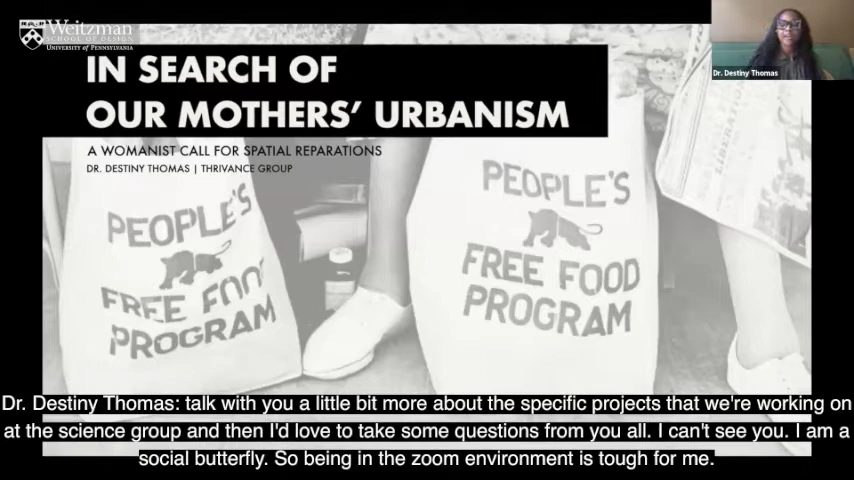 Weitzman
SCHOOL OF DESIGN
UNIVERSITY of PENNSYLVANIA
Dr. Destiny Thomas
IN SEARCH OF
OUR MOTHERS’ URBANISM
A WOMANIST CALL FOR SPATIAL REPARATIONS
DR. DESTINY THOMAS | THRIVANCE GROUP
PEOPLE'S
FREE FOOD
PROGRAM
PEOPLE'S
FREE FOOD
PROGRAM
Dr. Destiny Thomas: talk with you a little bit more about the specific projects that we're working on
at the science group and then I'd love to take some questions from you all. I can't see you. I am a
social butterfly. So being in the zoom environment is tough for me.